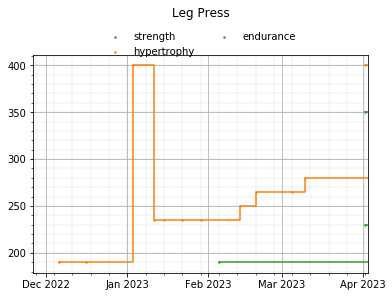 Leg Press
strength endurance
hypertrophy
400
350
300
250
200
Dec 2022 Jan 2023 Feb 2023 Mar 2023 Apr 2023